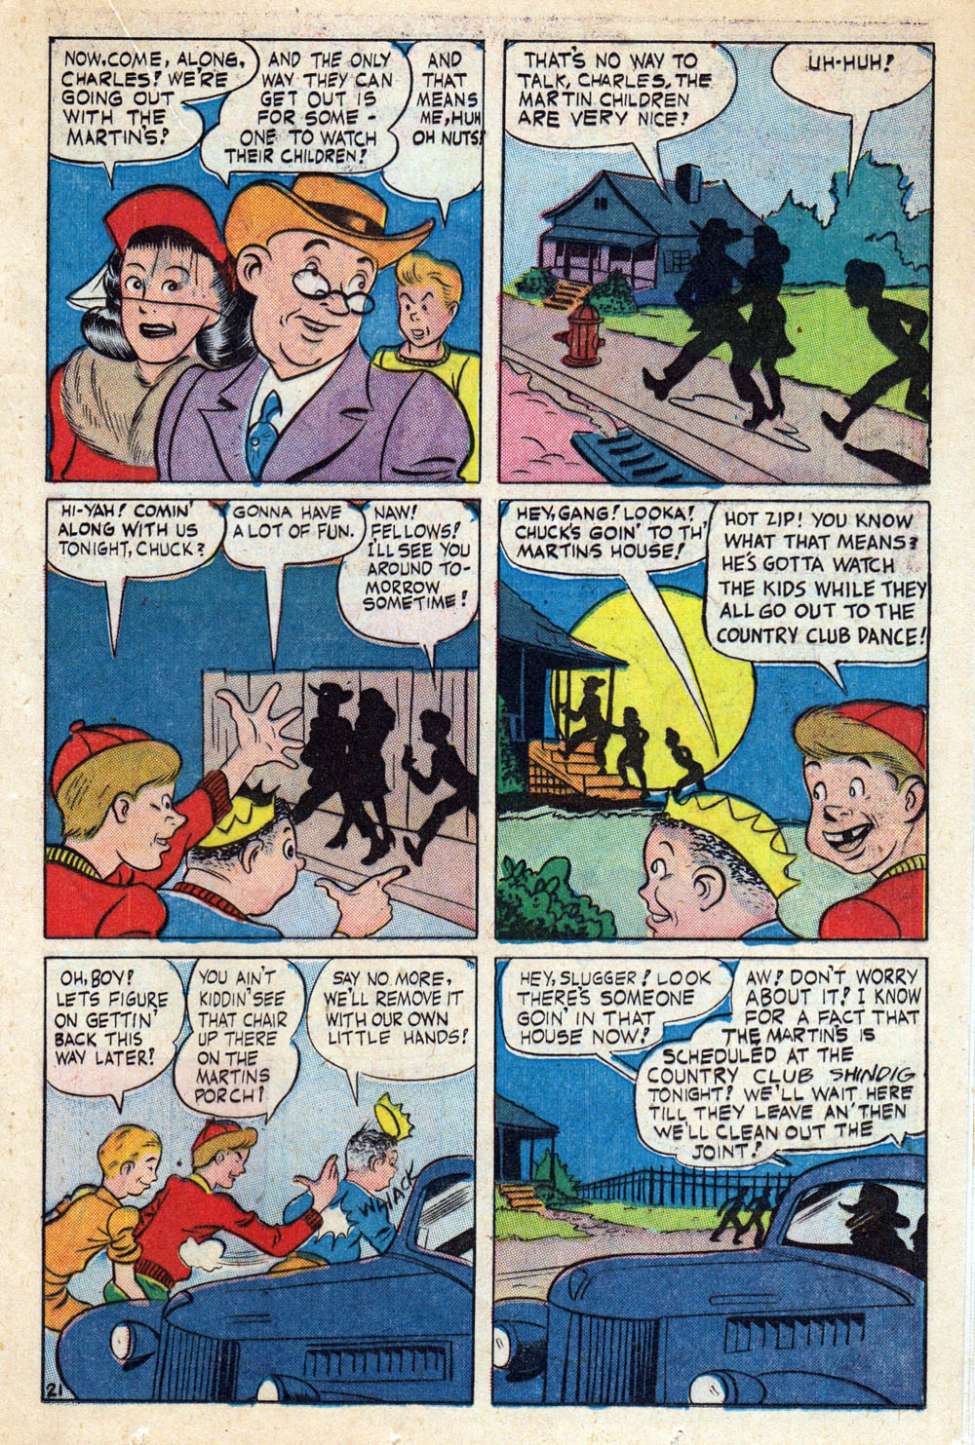 NOW, COME, ALONG,
CHARLES! WE'RE
GOING OUT
WITH THE
MARTIN'S!
AND THE ONLY
WAY THEY CAN
GET OUT IS
FOR SOME-
ONE TO WATCH
THEIR CHILDREN!
AND
THAT
MEANS
ME, HUH
OH NUTS!
THAT'S NO WAY TO
TALK, CHARLES, THE
MARTIN CHILDREN
ARE VERY NICE!
UH-HUH!
HI-YAH! COMIN'
ALONG WITH US
TONIGHT, CHUCK?
GONNA HAVE
A LOT OF FUN.
NAW!
FELLOWS!
I'LL SEE YOU
AROUND TO-
MORROW
SOMETIME!
HEY, GANG! LOOKA!
CHUCK'S GOIN' TO TH'
MARTINS HOUSE!
HOT ZIP! YOU KNOW
WHAT THAT MEANS?
HE'S GOTTA WATCH
THE KIDS WHILE THEY
ALL GO OUT TO THE
COUNTRY CLUB DANCE!
OH, BOY!
LETS FIGURE
ON GETTIN'
BACK THIS
WAY LATER!
YOU AIN'T
KIDDIN' SEE
THAT CHAIR
UP THERE
ON THE
MARTINS
PORCH!
SAY NO MORE,
WE'LL REMOVE IT
WITH OUR OWN
LITTLE HANDS!
WHACK
21
HEY, SLUGGER! LOOK
THERE'S SOMEONE
GOIN' IN THAT
HOUSE NOW!
AW! DON'T WORRY
ABOUT IT! I KNOW
FOR A FACT THAT
THE MARTIN'S IS
SCHEDULED AT THE
COUNTRY CLUB SHINDIG
TONIGHT! WE'LL WAIT HERE
TILL THEY LEAVE AN' THEN
WE'LL CLEAN OUT THE
JOINT!